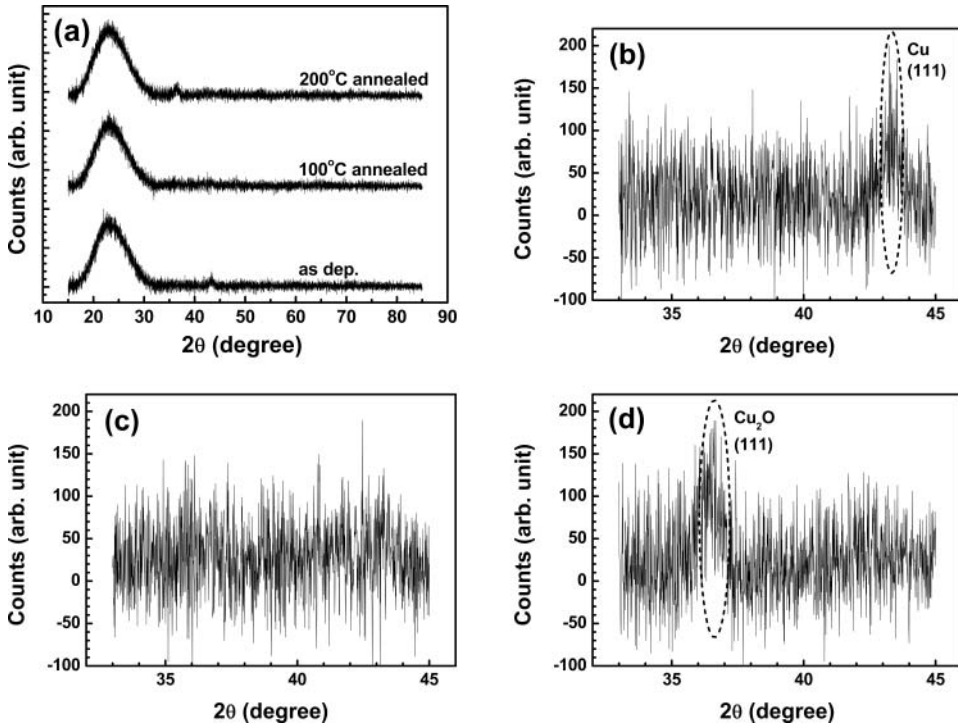 (a)
200°C annealed
100°C annealed
as dep.
Counts (arb. unit)
10 20 30 40 50 60 70 80 90
2θ (degree)
(b)
Cu
(111)
200
150
100
50
0
-50
-100
Counts (arb. unit)
35 40 45
2θ (degree)
(c)
200
150
100
50
0
-50
-100
Counts (arb. unit)
35 40 45
2θ (degree)
(d)
Cu₂O
(111)
200
150
100
50
0
-50
-100
Counts (arb. unit)
35 40 45
2θ (degree)